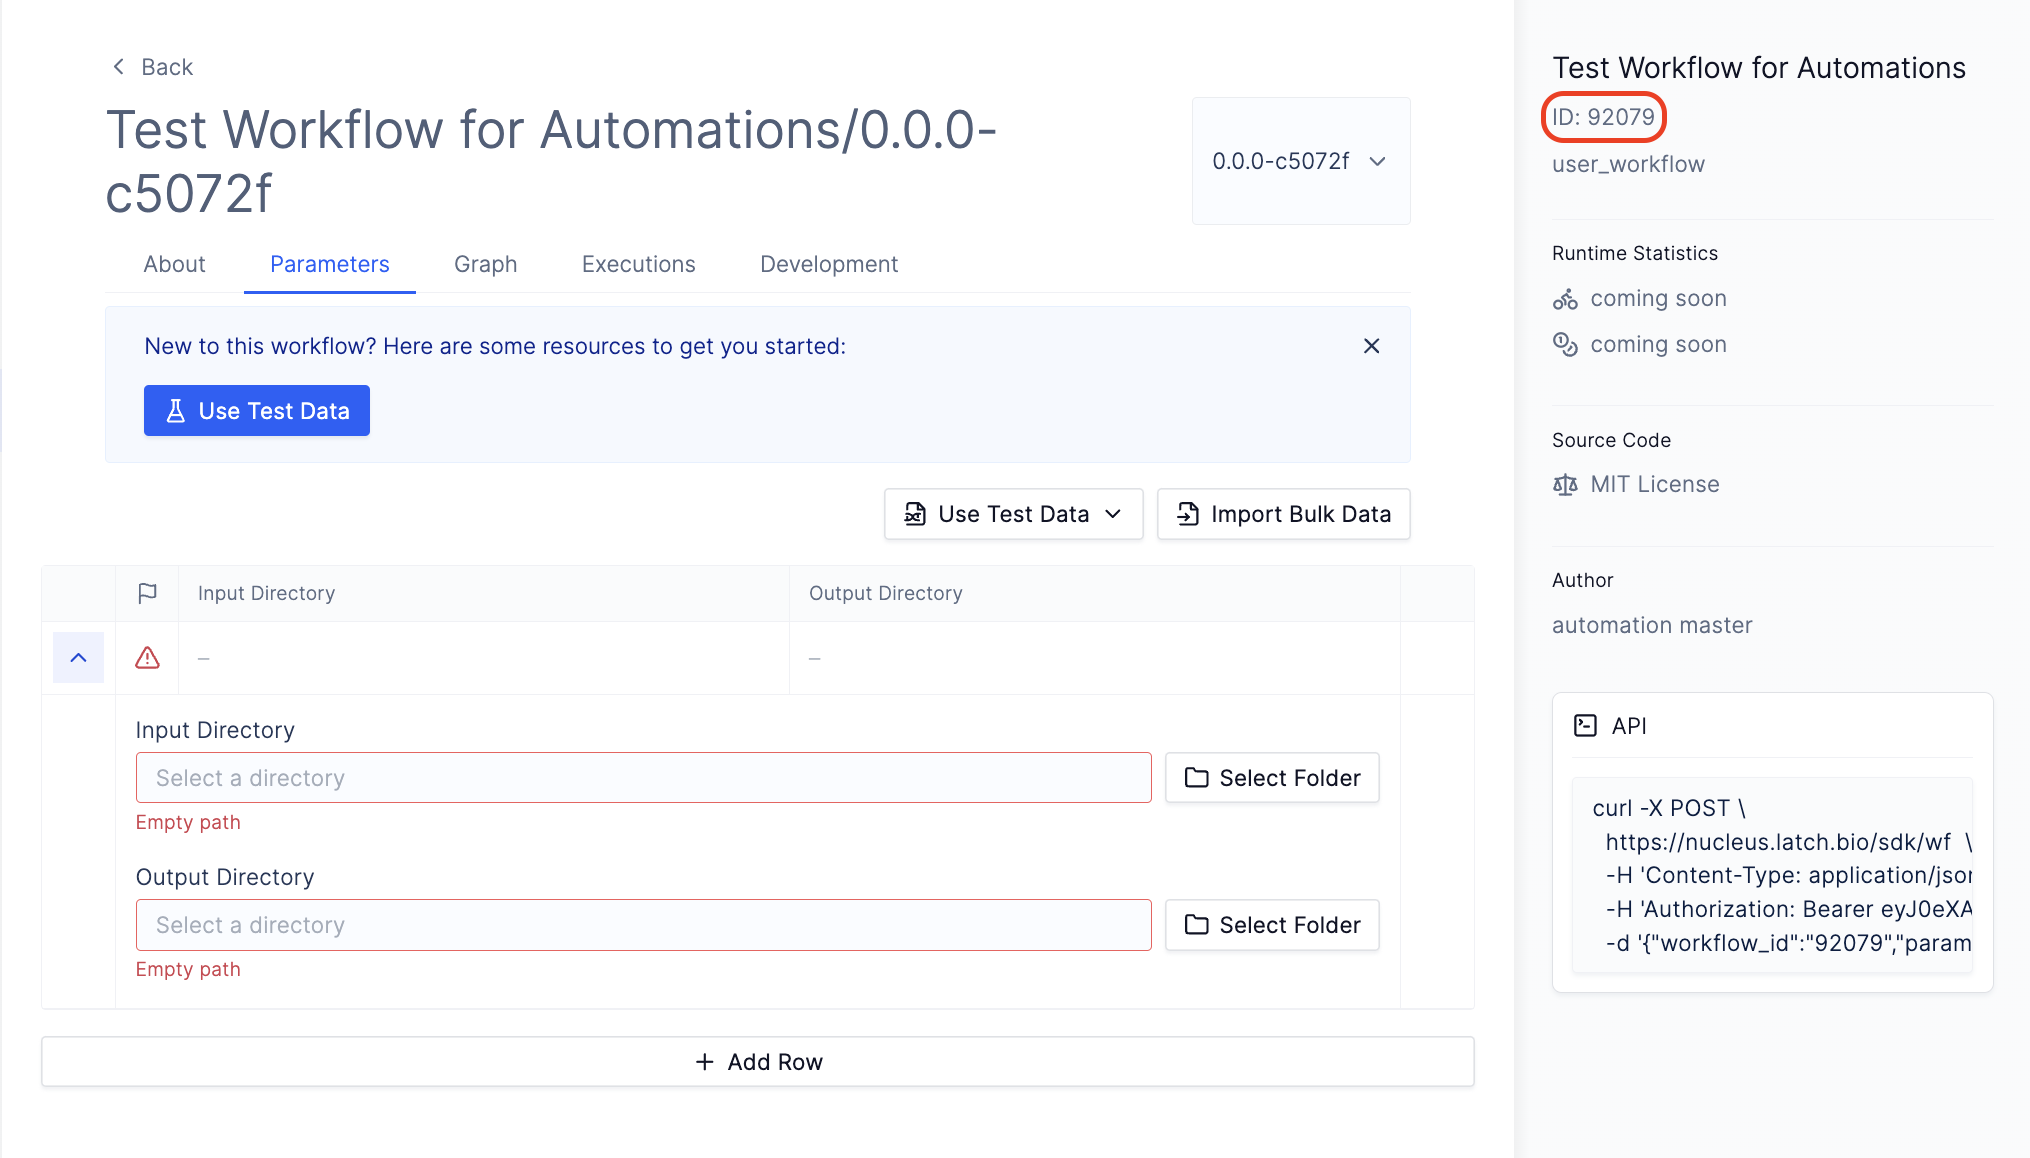 Back
Test Workflow for Automations/0.0.0-
c5072f
0.0.0-c5072f
About
Parameters
Graph
Executions
Development
New to this workflow? Here are some resources to get you started:
Use Test Data
Use Test Data
Import Bulk Data
Input Directory
Output Directory
–
–
Input Directory
Select a directory
Select Folder
Empty path
Output Directory
Select a directory
Select Folder
Empty path
+ Add Row
Test Workflow for Automations
ID: 92079
user_workflow
Runtime Statistics
coming soon
coming soon
Source Code
MIT License
Author
automation master
API
curl -X POST \
https://nucleus.latch.bio/sdk/wf \
-H 'Content-Type: application/jsor
-H 'Authorization: Bearer eyJ0eXA
-d '{"workflow_id":"92079","param